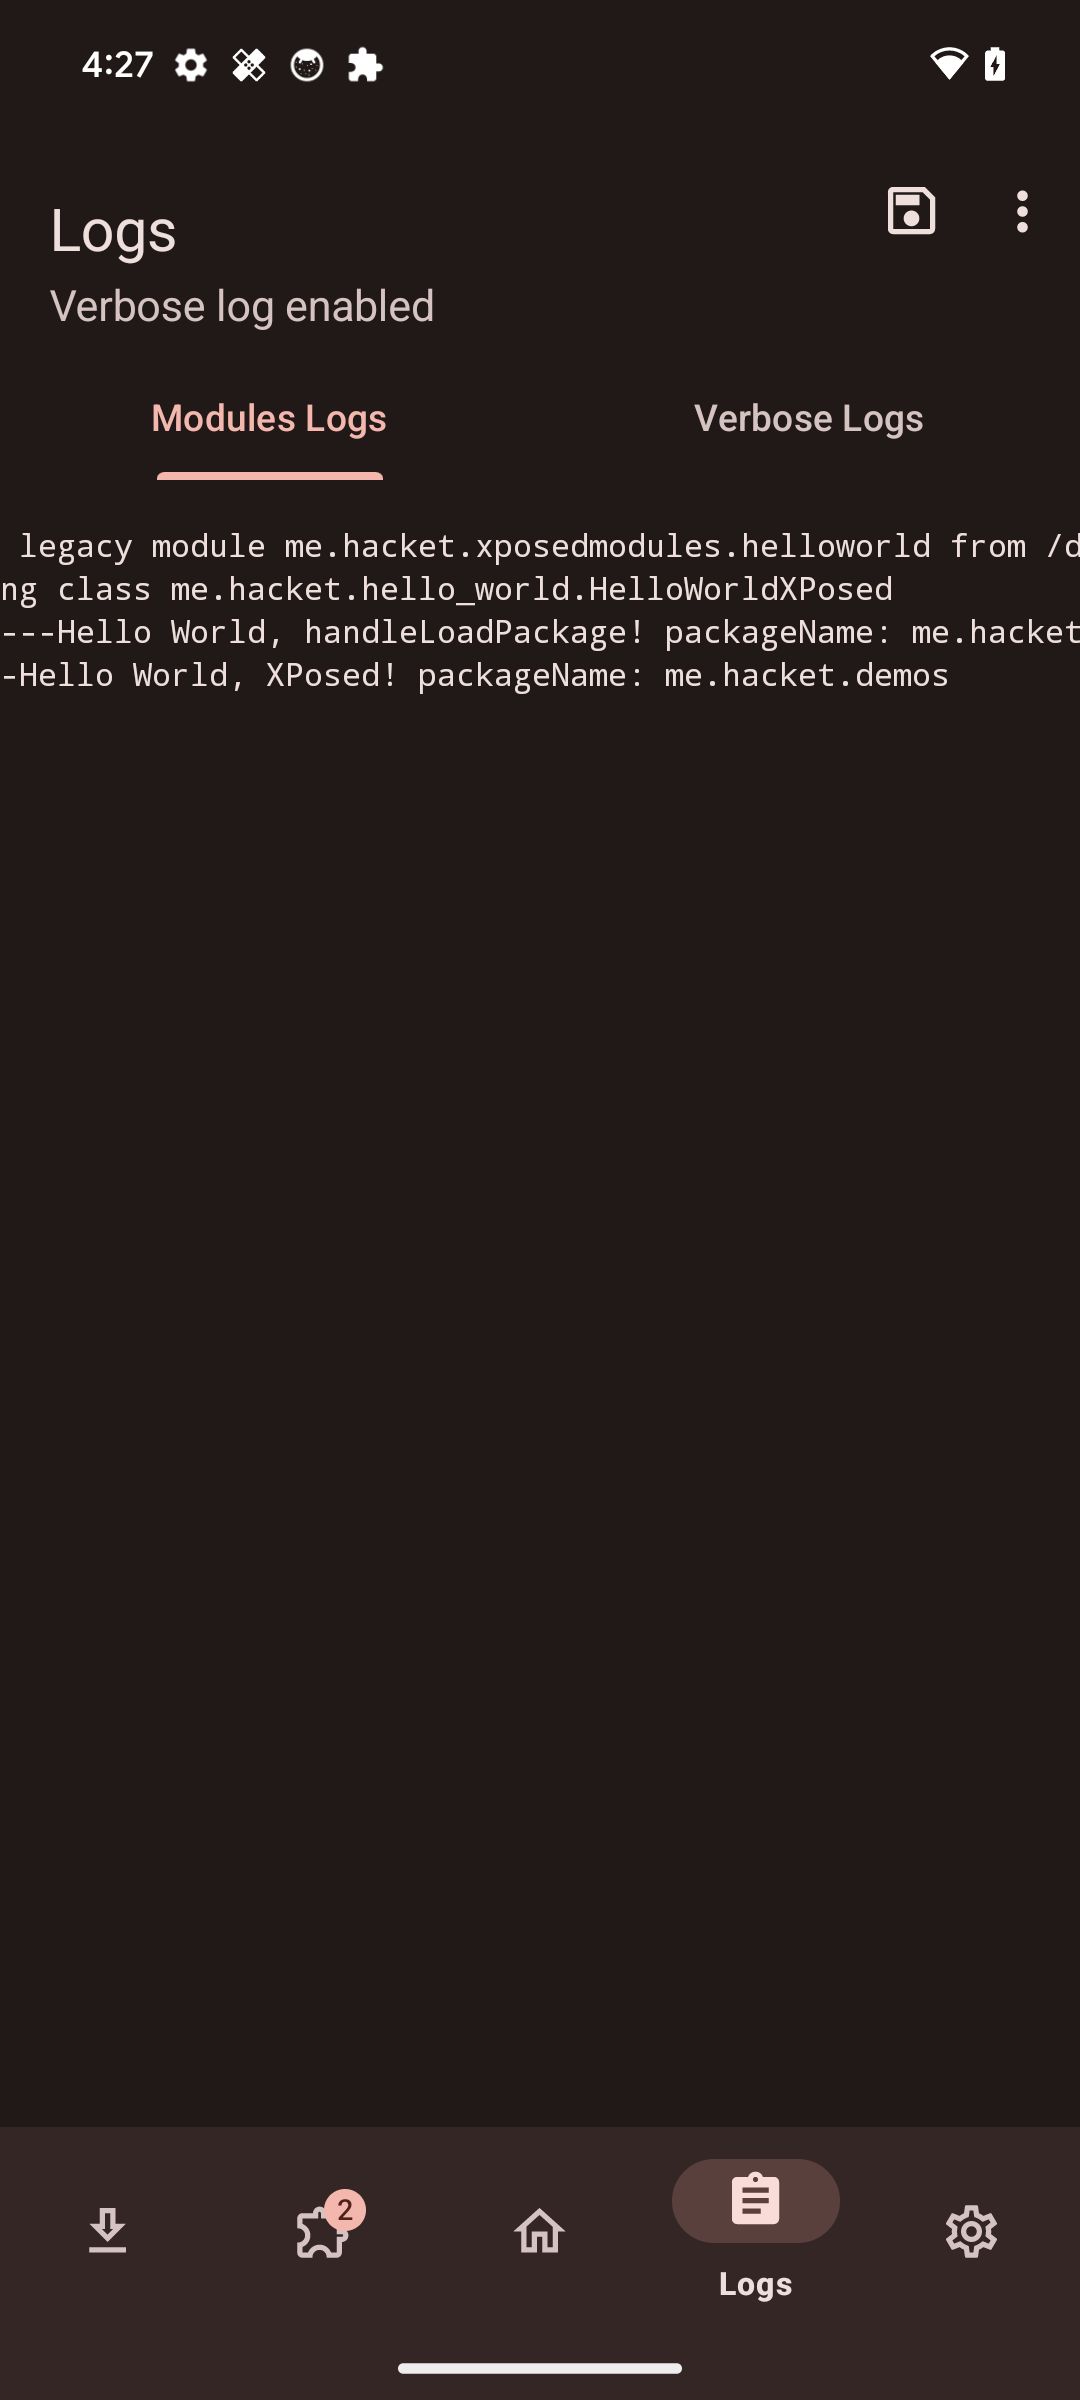 4:27
Logs
Verbose log enabled
Modules Logs
Verbose Logs
legacy module me.hacket.xposedmodules.helloworld from /d
ng class me.hacket.hello_world.HelloWorldXPosed
---Hello World, handleLoadPackage! packageName: me.hacket
-Hello World, XPosed! packageName: me.hacket.demos
2
Logs